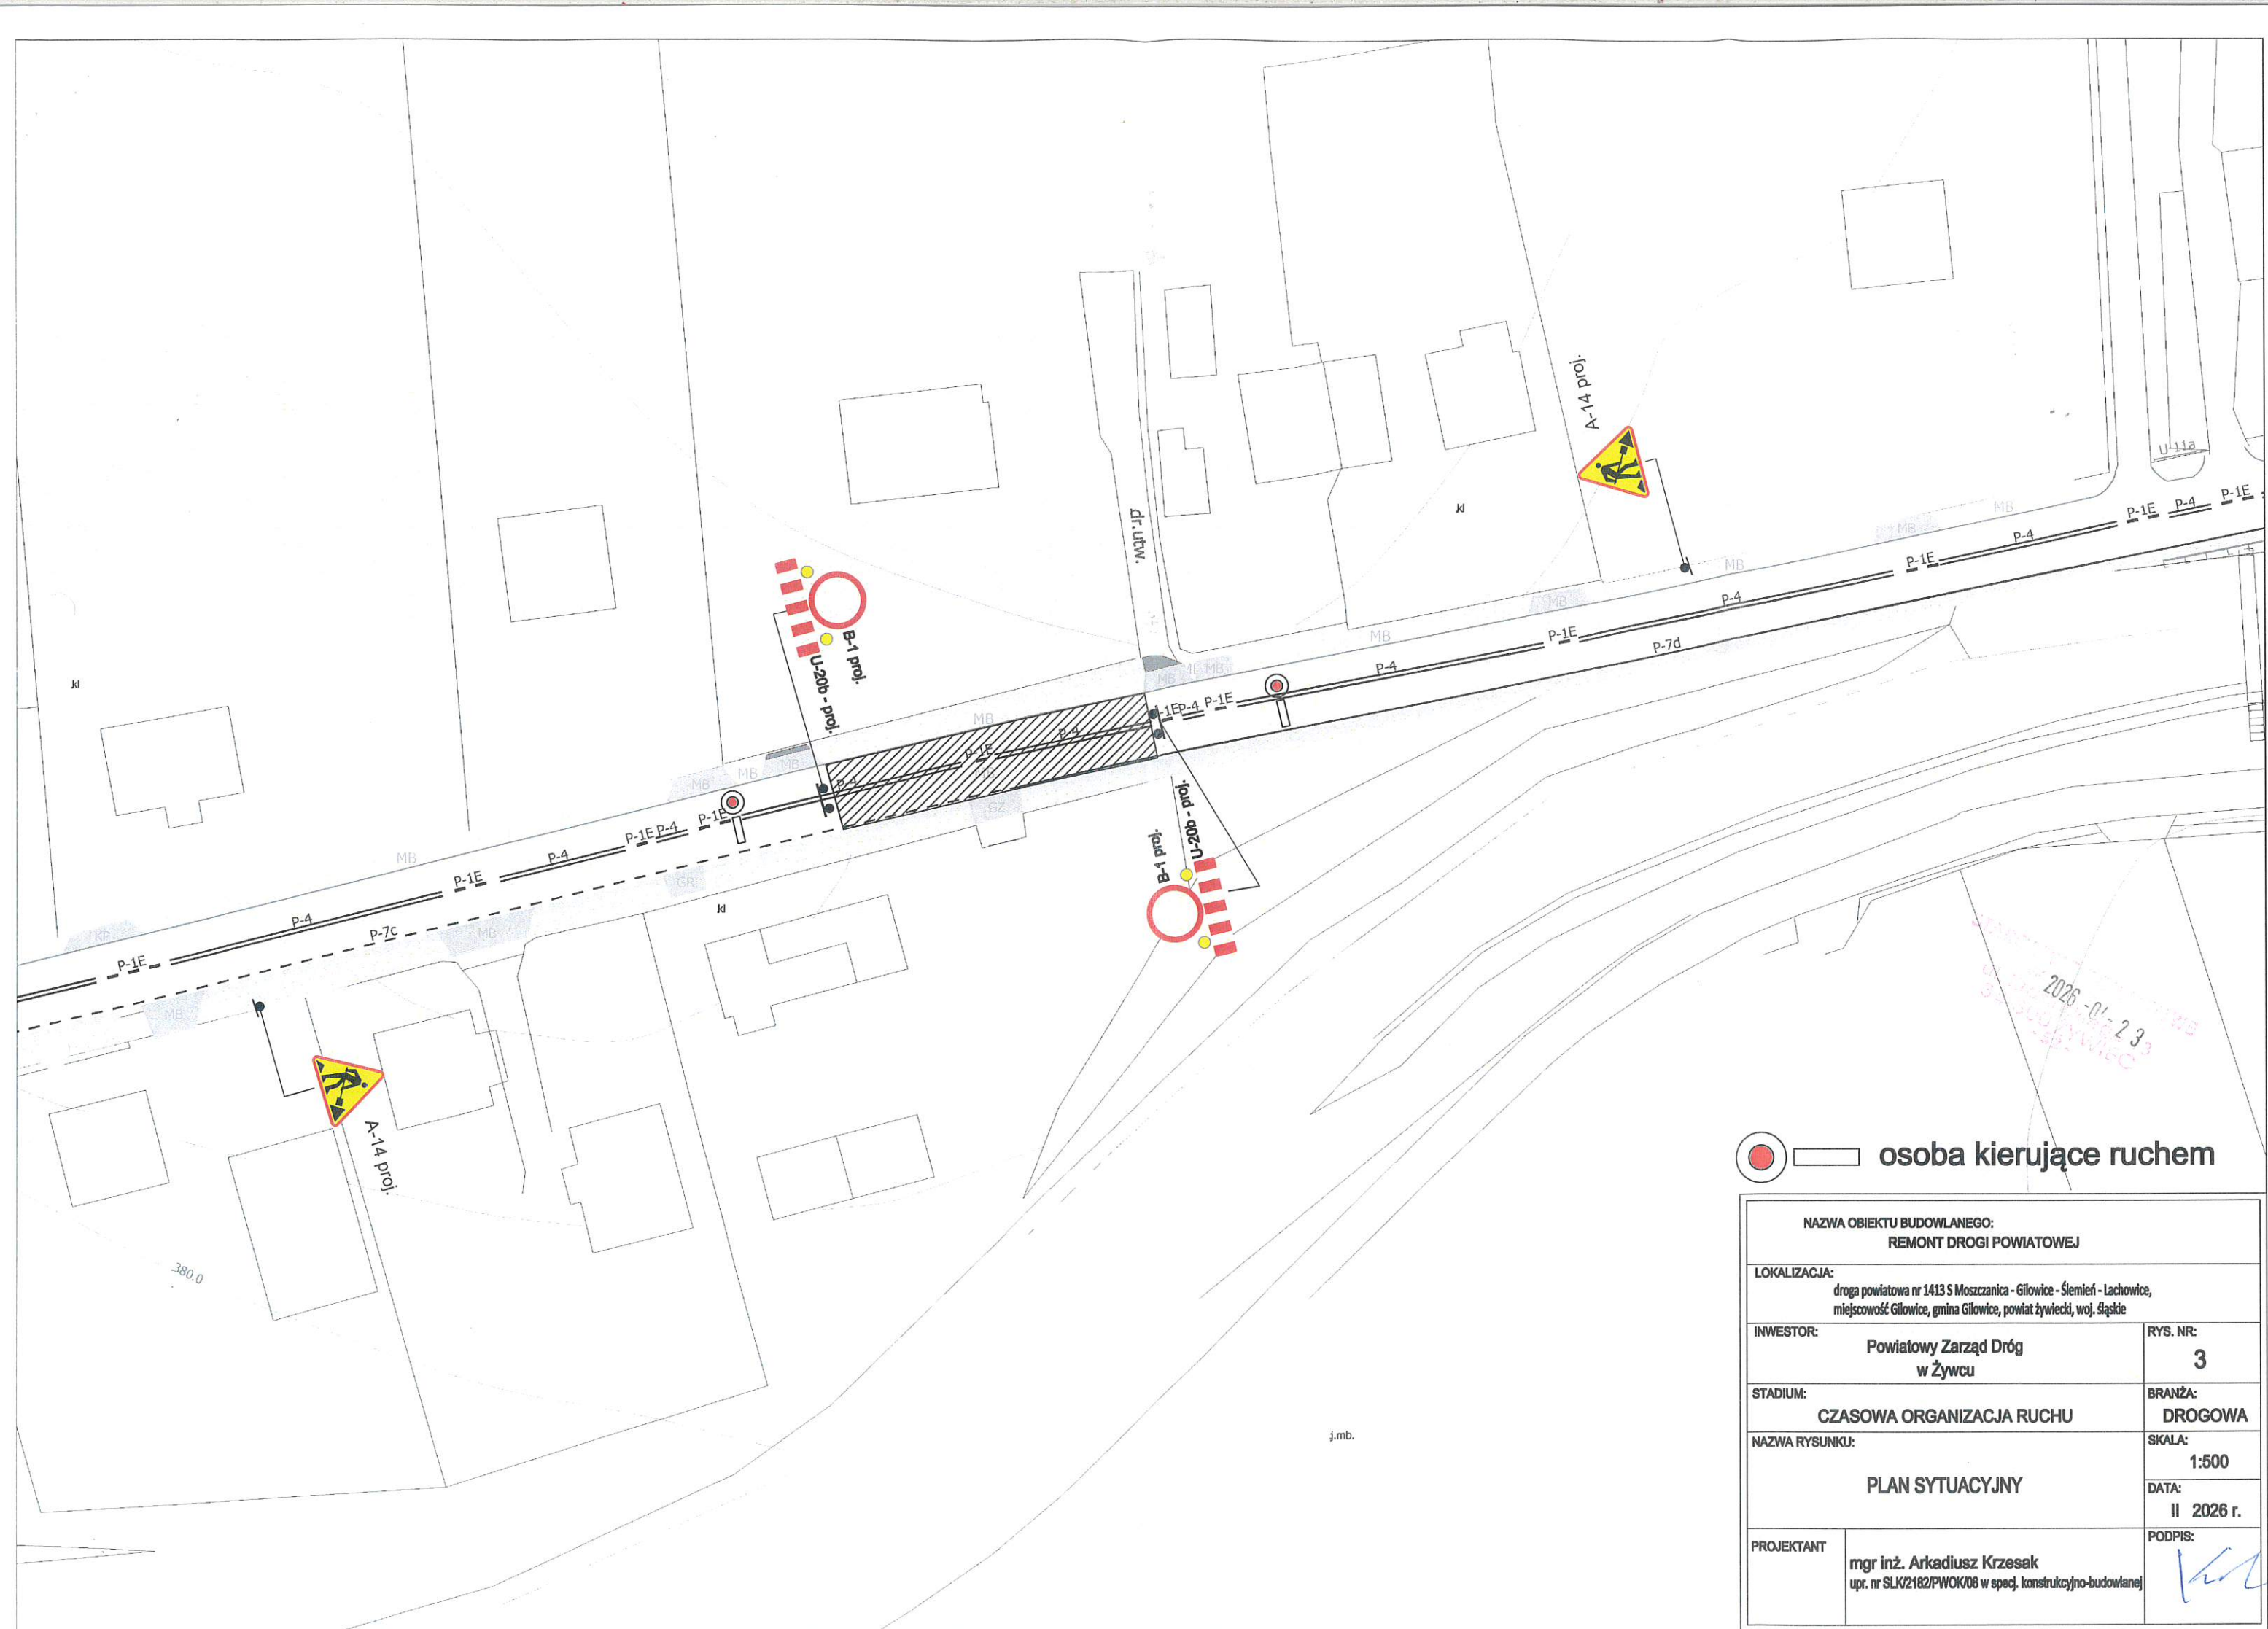 A-14 proj.
U-11a
P-1E
P-4
P-1E
MB
MB
P-4
P-1E
MB
MB
P-4
P-1E
P-7d
MB
P-4
dr.utw.
kl
kl
B-1 proj.
U-20b - proj.
MB
MB
P-4
P-1E
MB
P-4
P-1E
P-4
MB
GZ
MB
MB
MB
P-1E
P-4
P-1E
P-4
P-1E
MB
GR
kl
P-4
P-7c
MB
KP
P-1E
MB
B-1 proj.
U-20b - proj.
A-14 proj.
380.0
j.mb.
osoba kierujące ruchem
NAZWA OBIEKTU BUDOWLANEGO:
REMONT DROGI POWIATOWEJ
LOKALIZACJA:
droga powiatowa nr 1413 S Moszczanica - Gilowice - Ślemień - Lachowice,
miejscowość Gilowice, gmina Gilowice, powiat żywiecki, woj. śląskie
INWESTOR:
Powiatowy Zarząd Dróg
w Żywcu
RYS. NR:
3
STADIUM:
CZASOWA ORGANIZACJA RUCHU
BRANŻA:
DROGOWA
NAZWA RYSUNKU:
PLAN SYTUACYJNY
SKALA:
1:500
DATA:
II 2026 r.
PROJEKTANT
mgr inż. Arkadiusz Krzesak
upr. nr SLK/2182/PWOK/08 w specj. konstrukcyjno-budowlanej
PODPIS: